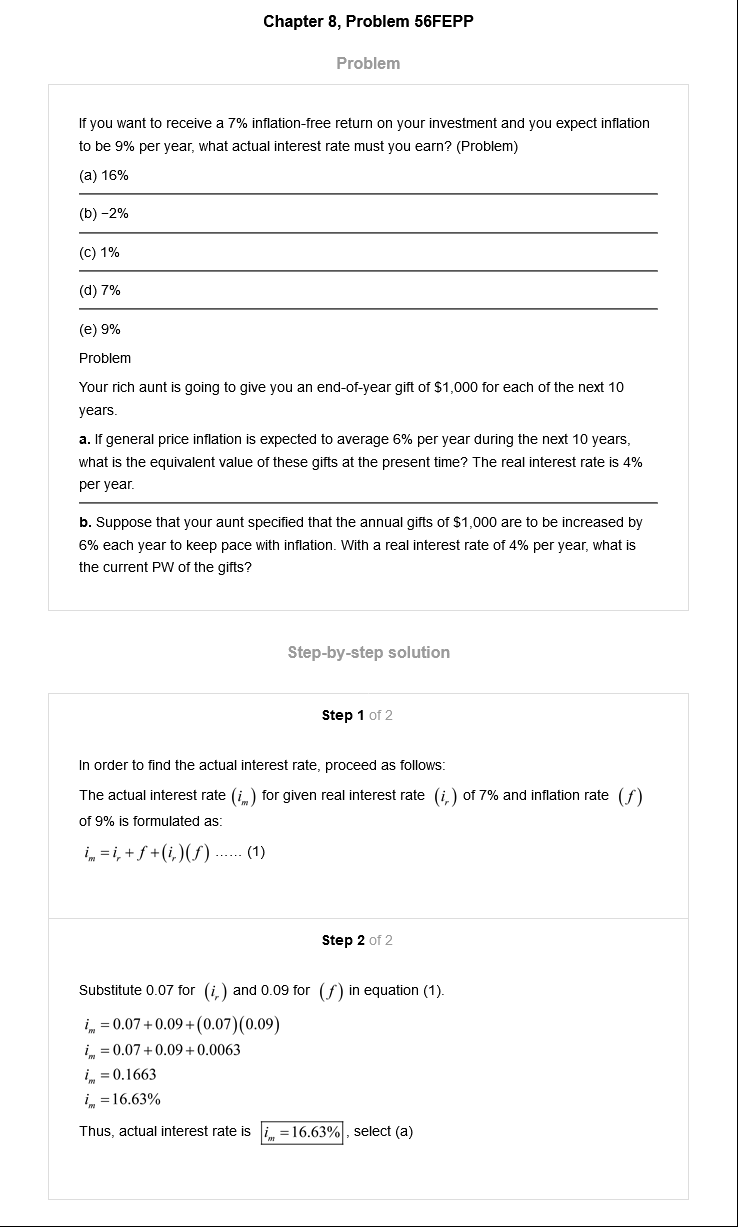 Chapter 8, Problem 56FEPP
Problem
If you want to receive a 7% inflation-free return on your investment and you expect inflation
to be 9% per year, what actual interest rate must you earn? (Problem)
(a) 16%
(b) −2%
(c) 1%
(d) 7%
(e) 9%
Problem
Your rich aunt is going to give you an end-of-year gift of $1,000 for each of the next 10
years.
a. If general price inflation is expected to average 6% per year during the next 10 years,
what is the equivalent value of these gifts at the present time? The real interest rate is 4%
per year.
b. Suppose that your aunt specified that the annual gifts of $1,000 are to be increased by
6% each year to keep pace with inflation. With a real interest rate of 4% per year, what is
the current PW of the gifts?
Step-by-step solution
Step 1 of 2
In order to find the actual interest rate, proceed as follows:
The actual interest rate (i_m) for given real interest rate (i_r) of 7% and inflation rate (f)
of 9% is formulated as:
i_m = i_r + f + (i_r)(f) ...... (1)
Step 2 of 2
Substitute 0.07 for (i_r) and 0.09 for (f) in equation (1).
i_m = 0.07 + 0.09 + (0.07)(0.09)
i_m = 0.07 + 0.09 + 0.0063
i_m = 0.1663
i_m = 16.63%
Thus, actual interest rate is i_m = 16.63%, select (a)